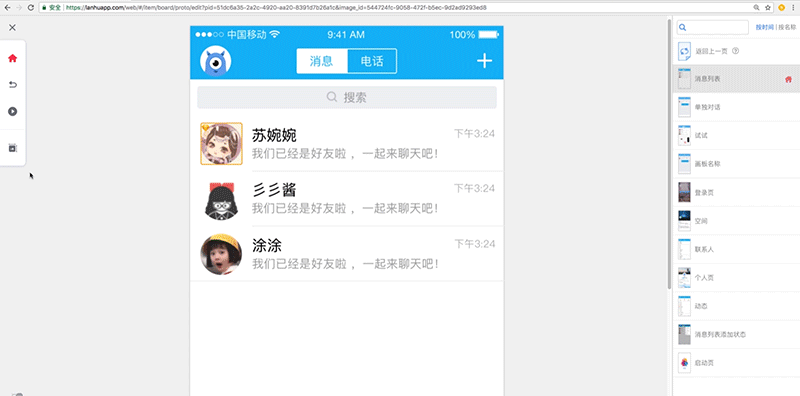 安全 https://lanhuapp.com/web/#/item/board/proto/edit?pid=51dc6a35-2a2c-4920-aa20-8391d7b26a1c&image_id=544724fc-9058-472f-b5ec-9d2ad9293ed8
中国移动 9:41 AM 100%
消息 电话
搜索
苏婉婉 下午3:24
我们已经是好友啦，一起来聊天吧！
彡彡酱 下午3:24
我们已经是好友啦，一起来聊天吧！
涂涂 下午3:24
我们已经是好友啦，一起来聊天吧！
按时间 | 按名称
返回上一页
消息列表
单独对话
试试
画板名称
登录页
空间
联系人
个人页
动态
消息列表添加状态
启动页